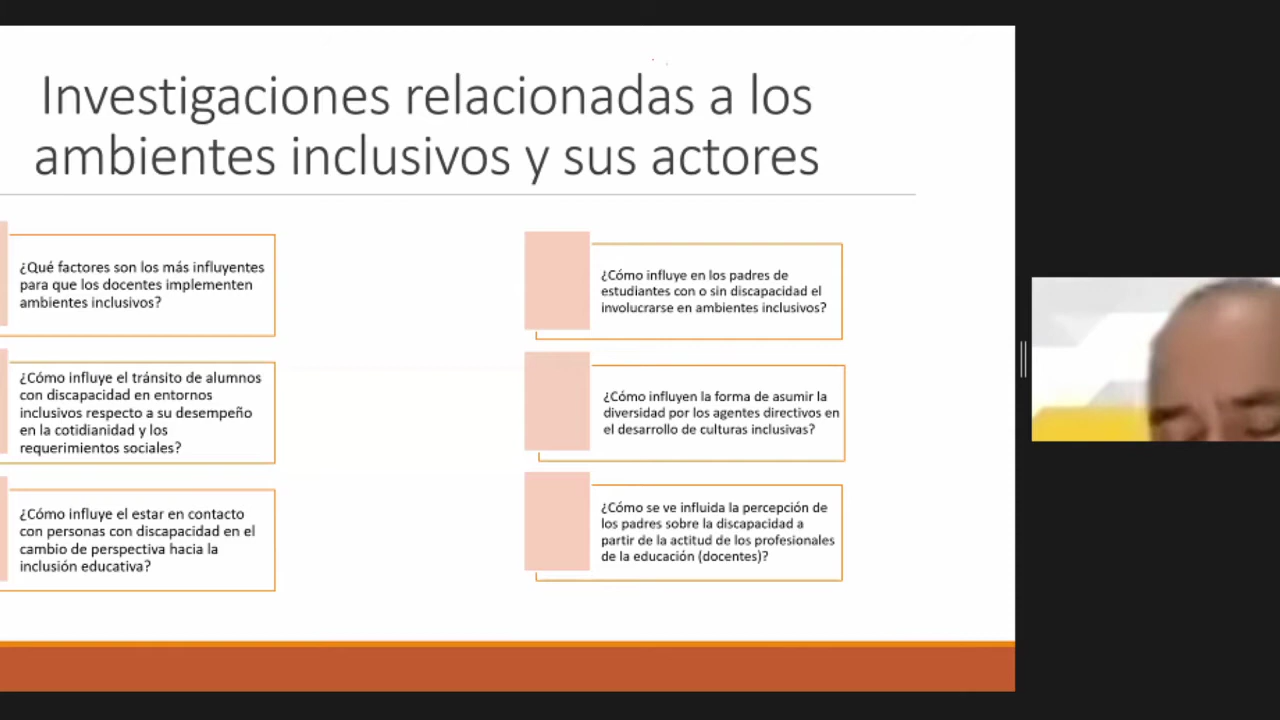 Investigaciones relacionadas a los
ambientes inclusivos y sus actores
¿Qué factores son los más influyentes
para que los docentes implementen
ambientes inclusivos?
¿Cómo influye el tránsito de alumnos
con discapacidad en entornos
inclusivos respecto a su desempeño
en la cotidianidad y los
requerimientos sociales?
¿Cómo influye el estar en contacto
con personas con discapacidad en el
cambio de perspectiva hacia la
inclusión educativa?
¿Cómo influye en los padres de
estudiantes con o sin discapacidad el
involucrarse en ambientes inclusivos?
¿Cómo influyen la forma de asumir la
diversidad por los agentes directivos en
el desarrollo de culturas inclusivas?
¿Cómo se ve influida la percepción de
los padres sobre la discapacidad a
partir de la actitud de los profesionales
de la educación (docentes)?